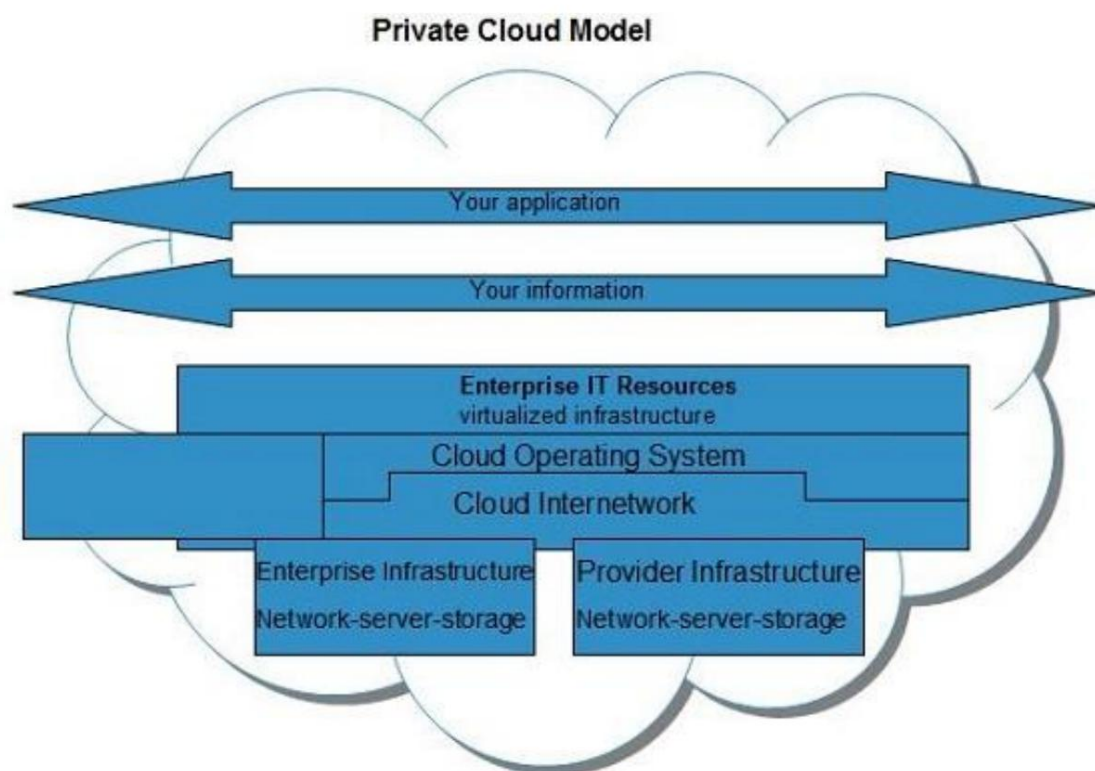 Private Cloud Model
Your application
Your information
Enterprise IT Resources
virtualized infrastructure
Cloud Operating System
Cloud Internetwork
Enterprise Infrastructure
Network-server-storage
Provider Infrastructure
Network-server-storage